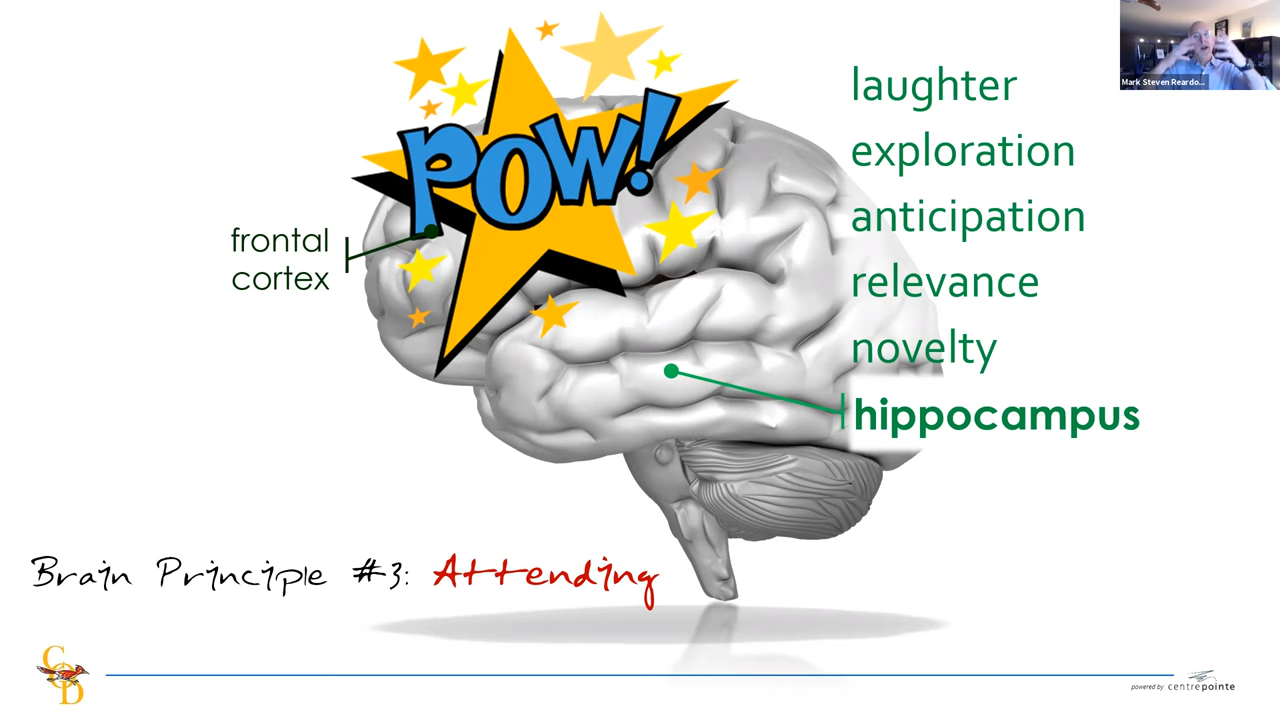 POW!
Mark Steven Reardo...
laughter
exploration
anticipation
relevance
novelty
hippocampus
frontal
cortex
Brain Principle #3: Attending
COD
powered by centrepointe